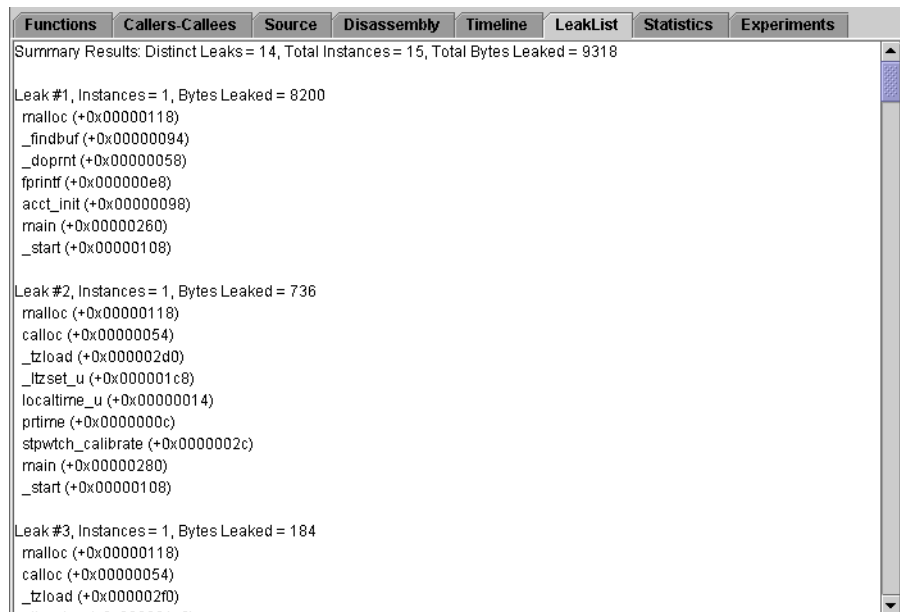 Functions Callers-Callees Source Disassembly Timeline LeakList Statistics Experiments
Summary Results: Distinct Leaks = 14, Total Instances = 15, Total Bytes Leaked = 9318
Leak #1, Instances = 1, Bytes Leaked = 8200
malloc (+0x00000118)
_findbuf (+0x00000094)
_doprnt (+0x00000058)
fprintf (+0x000000e8)
acct_init (+0x00000098)
main (+0x00000260)
_start (+0x00000108)
Leak #2, Instances = 1, Bytes Leaked = 736
malloc (+0x00000118)
calloc (+0x00000054)
_tzload (+0x000002d0)
_ltzset_u (+0x000001c8)
localtime_u (+0x00000014)
prtime (+0x0000000c)
stpwtch_calibrate (+0x0000002c)
main (+0x00000280)
_start (+0x00000108)
Leak #3, Instances = 1, Bytes Leaked = 184
malloc (+0x00000118)
calloc (+0x00000054)
_tzload (+0x000002f0)